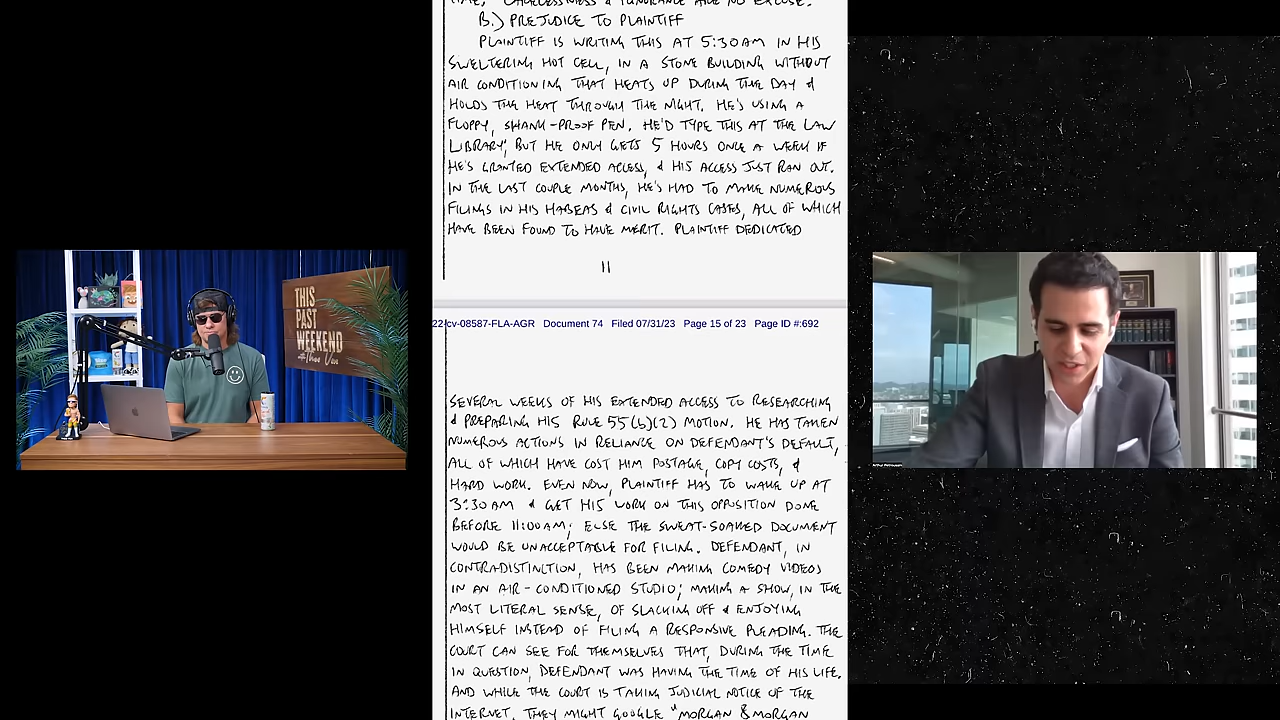 TIME. CARELESSNESS & IGNORANCE ARE NO EXCUSE.
B.) PREJUDICE TO PLAINTIFF
PLAINTIFF IS WRITING THIS AT 5:30AM IN HIS
SWELTERING HOT CELL, IN A STONE BUILDING WITHOUT
AIR CONDITIONING THAT HEATS UP DURING THE DAY &
HOLDS THE HEAT THROUGH THE NIGHT. HE'S USING A
FLOPPY, SHANK-PROOF PEN. HE'D TYPE THIS AT THE LAW
LIBRARY, BUT HE ONLY GETS 5 HOURS ONCE A WEEK IF
HE'S GRANTED EXTENDED ACCESS, & HIS ACCESS JUST RAN OUT.
IN THE LAST COUPLE MONTHS, HE'S HAD TO MAKE NUMEROUS
FILINGS IN HIS HABEAS & CIVIL RIGHTS CASES, ALL OF WHICH
HAVE BEEN FOUND TO HAVE MERIT. PLAINTIFF DEDICATED
11
22-cv-08587-FLA-AGR Document 74 Filed 07/31/23 Page 15 of 23 Page ID #:692
SEVERAL WEEKS OF HIS EXTENDED ACCESS TO RESEARCHING
& PREPARING HIS RULE 55(b)(2) MOTION. HE HAS TAKEN
NUMEROUS ACTIONS IN RELIANCE ON DEFENDANT'S DEFAULT,
ALL OF WHICH HAVE COST HIM POSTAGE, COPY COSTS, &
HARD WORK. EVEN NOW, PLAINTIFF HAS TO WAKE UP AT
3:30AM & GET HIS WORK ON THIS OPPOSITION DONE
BEFORE 11:00AM; ELSE THE SWEAT-SOAKED DOCUMENT
WOULD BE UNACCEPTABLE FOR FILING. DEFENDANT, IN
CONTRADISTINCTION, HAS BEEN MAKING COMEDY VIDEOS
IN AN AIR-CONDITIONED STUDIO; MAKING A SHOW, IN THE
MOST LITERAL SENSE, OF SLACKING OFF & ENJOYING
HIMSELF INSTEAD OF FILING A RESPONSIVE PLEADING. THE
COURT CAN SEE FOR THEMSELVES THAT, DURING THE TIME
IN QUESTION, DEFENDANT WAS HAVING THE TIME OF HIS LIFE.
AND WHILE THE COURT IS TAKING JUDICIAL NOTICE OF THE
INTERNET, THEY MIGHT GOOGLE "MORGAN & MORGAN
THIS
PAST
WEEKEND
with Theo Von